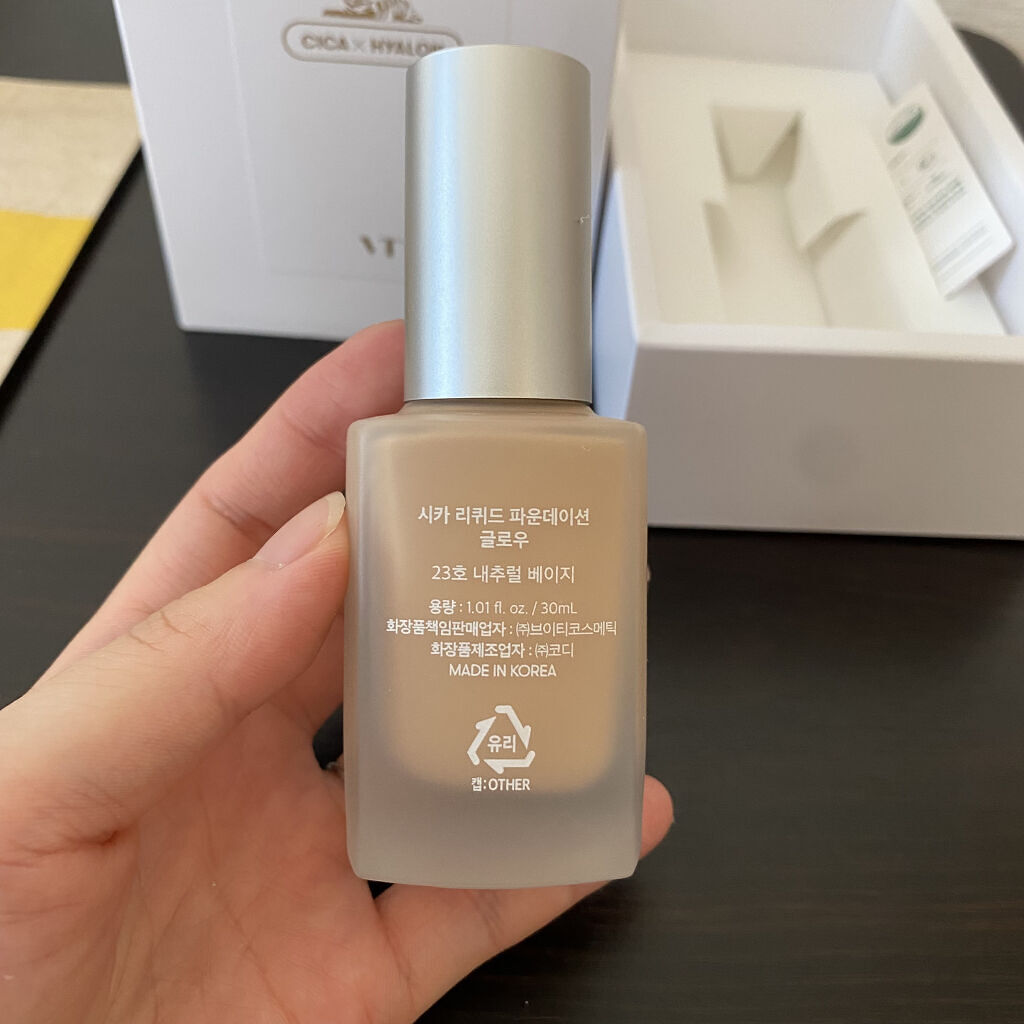 CICA × HYALON
VT
시카 리퀴드 파운데이션
글로우
23호 내추럴 베이지
용량 : 1.01 fl. oz. / 30mL
화장품책임판매업자 : ㈜브이티코스메틱
화장품제조업자 : ㈜코디
MADE IN KOREA
유리
캡:OTHER